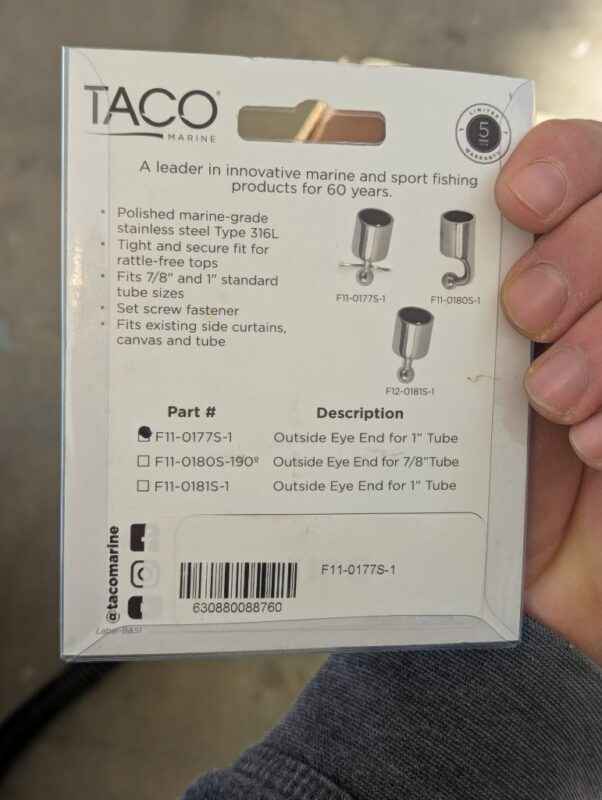 TACO®
MARINE
LIMITED
5
WARRANTY
A leader in innovative marine and sport fishing
products for 60 years.
• Polished marine-grade
stainless steel Type 316L
• Tight and secure fit for
rattle-free tops
• Fits 7/8" and 1" standard
tube sizes
• Set screw fastener
• Fits existing side curtains,
canvas and tube
F11-0177S-1
F11-0180S-1
F12-0181S-1
Part # Description
F11-0177S-1 Outside Eye End for 1" Tube
F11-0180S-190º Outside Eye End for 7/8"Tube
F11-0181S-1 Outside Eye End for 1" Tube
@tacomarine
F11-0177S-1
630880088760